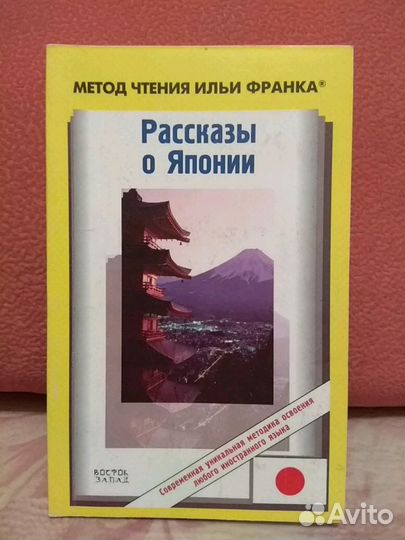 МЕТОД ЧТЕНИЯ ИЛЬИ ФРАНКА®
Рассказы
о Японии
Современная уникальная методика освоения
любого иностранного языка
ВОСТОК
ЗАПАД
Avito